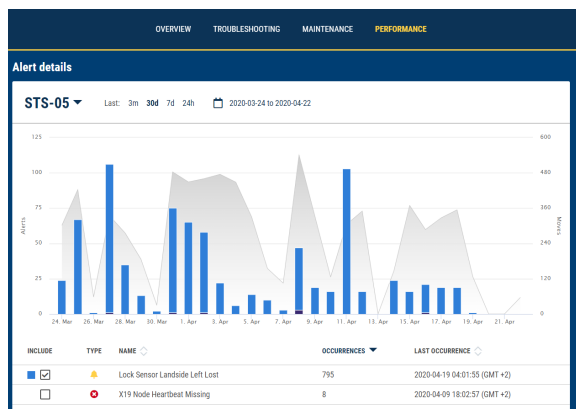 OVERVIEW TROUBLESHOOTING MAINTENANCE PERFORMANCE
Alert details
STS-05 Last: 3m 30d 7d 24h 2020-03-24 to 2020-04-22
125 600
100 480
75 360
50 240
25 120
0 0
Alerts
Moves
24. Mar 26. Mar 28. Mar 30. Mar 1. Apr 3. Apr 5. Apr 7. Apr 9. Apr 11. Apr 13. Apr 15. Apr 17. Apr 19. Apr 21. Apr
INCLUDE TYPE NAME OCCURRENCES LAST OCCURRENCE
Lock Sensor Landside Left Lost 795 2020-04-19 04:01:55 (GMT +2)
X19 Node Heartbeat Missing 8 2020-04-09 18:02:57 (GMT +2)